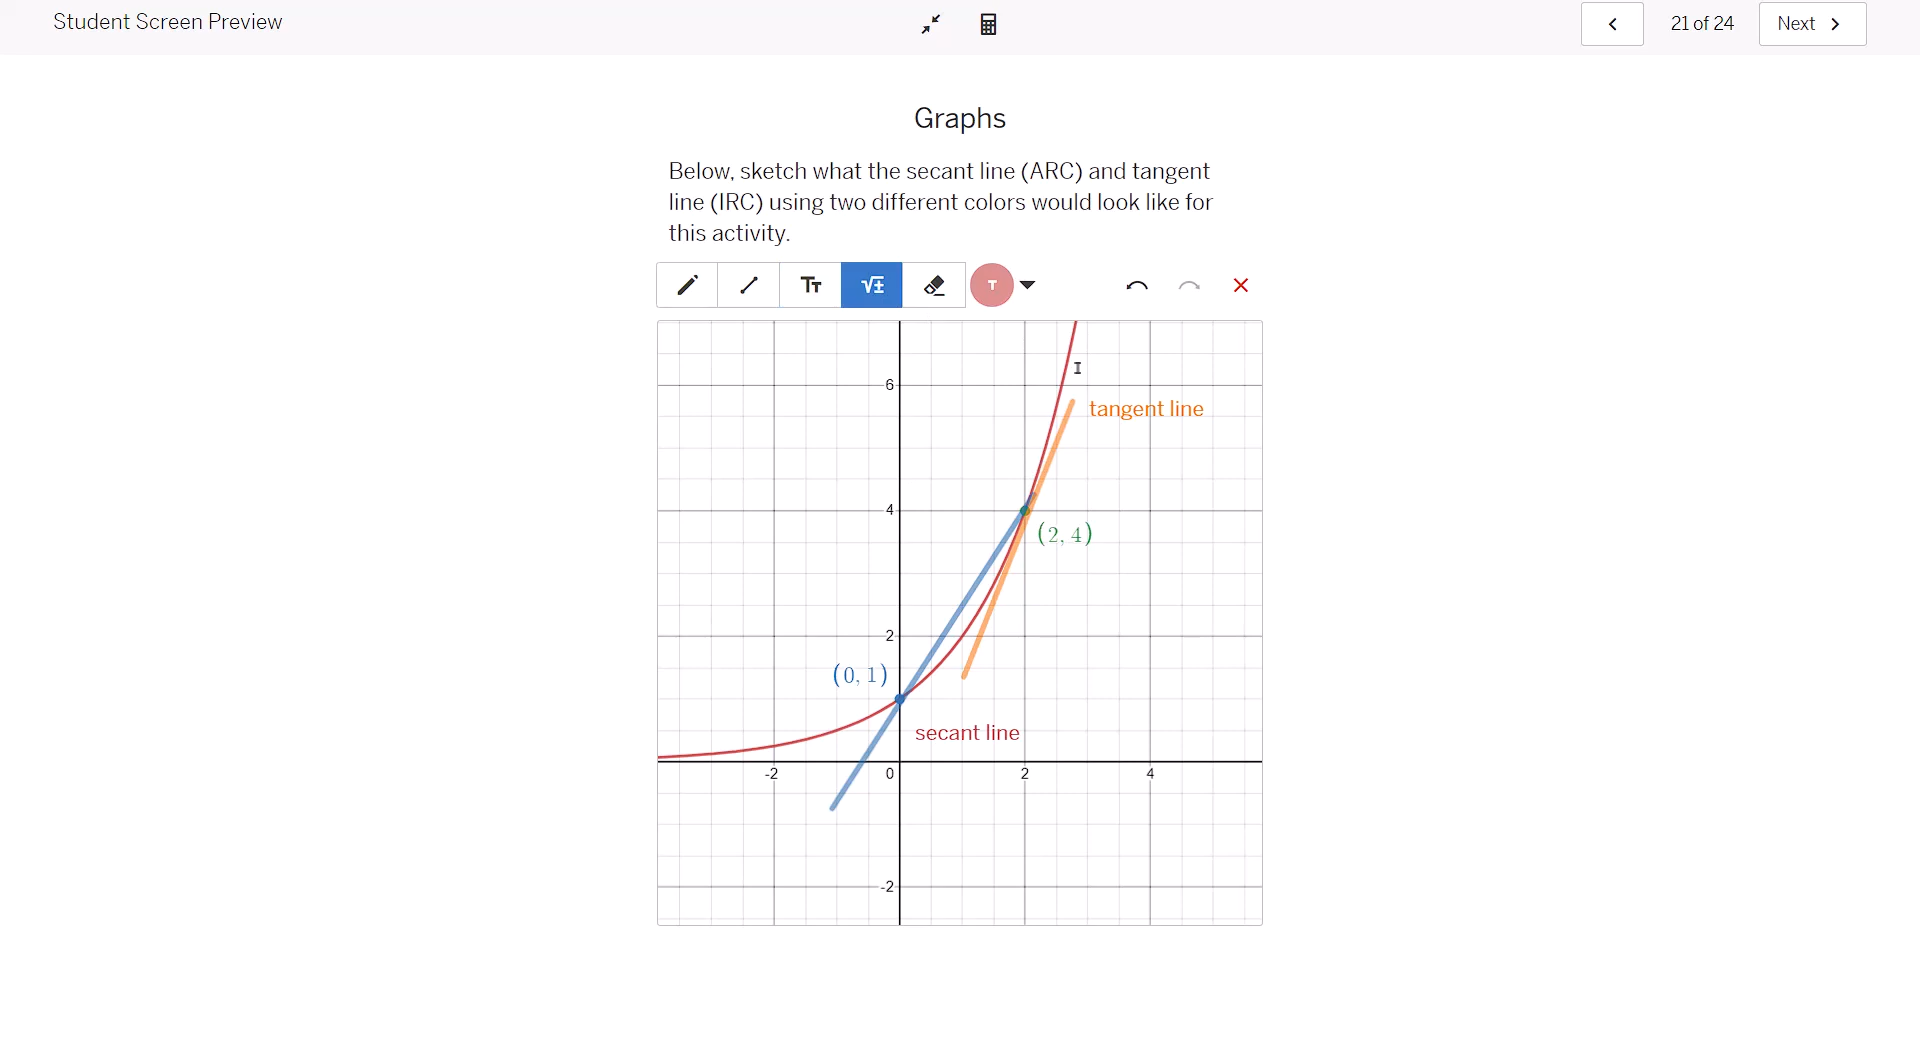 Student Screen Preview
21 of 24
Next
Graphs
Below, sketch what the secant line (ARC) and tangent
line (IRC) using two different colors would look like for
this activity.
TT
√±
T
6
tangent line
4
(2, 4)
2
(0, 1)
secant line
-2
0
2
4
-2